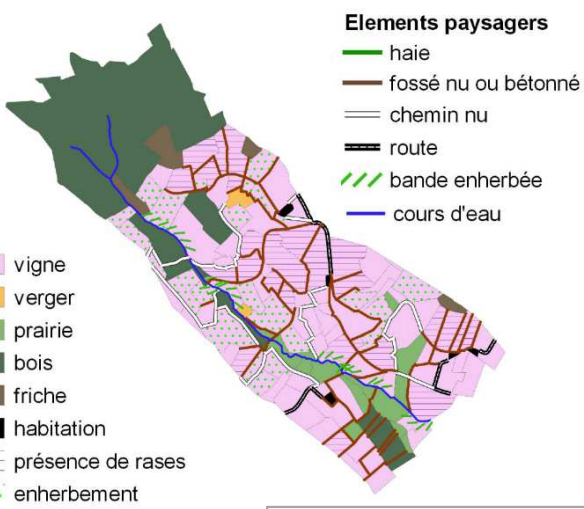 Elements paysagers
haie
fossé nu ou bétonné
chemin nu
route
bande enherbée
cours d'eau
vigne
verger
prairie
bois
friche
habitation
présence de rases
enherbement